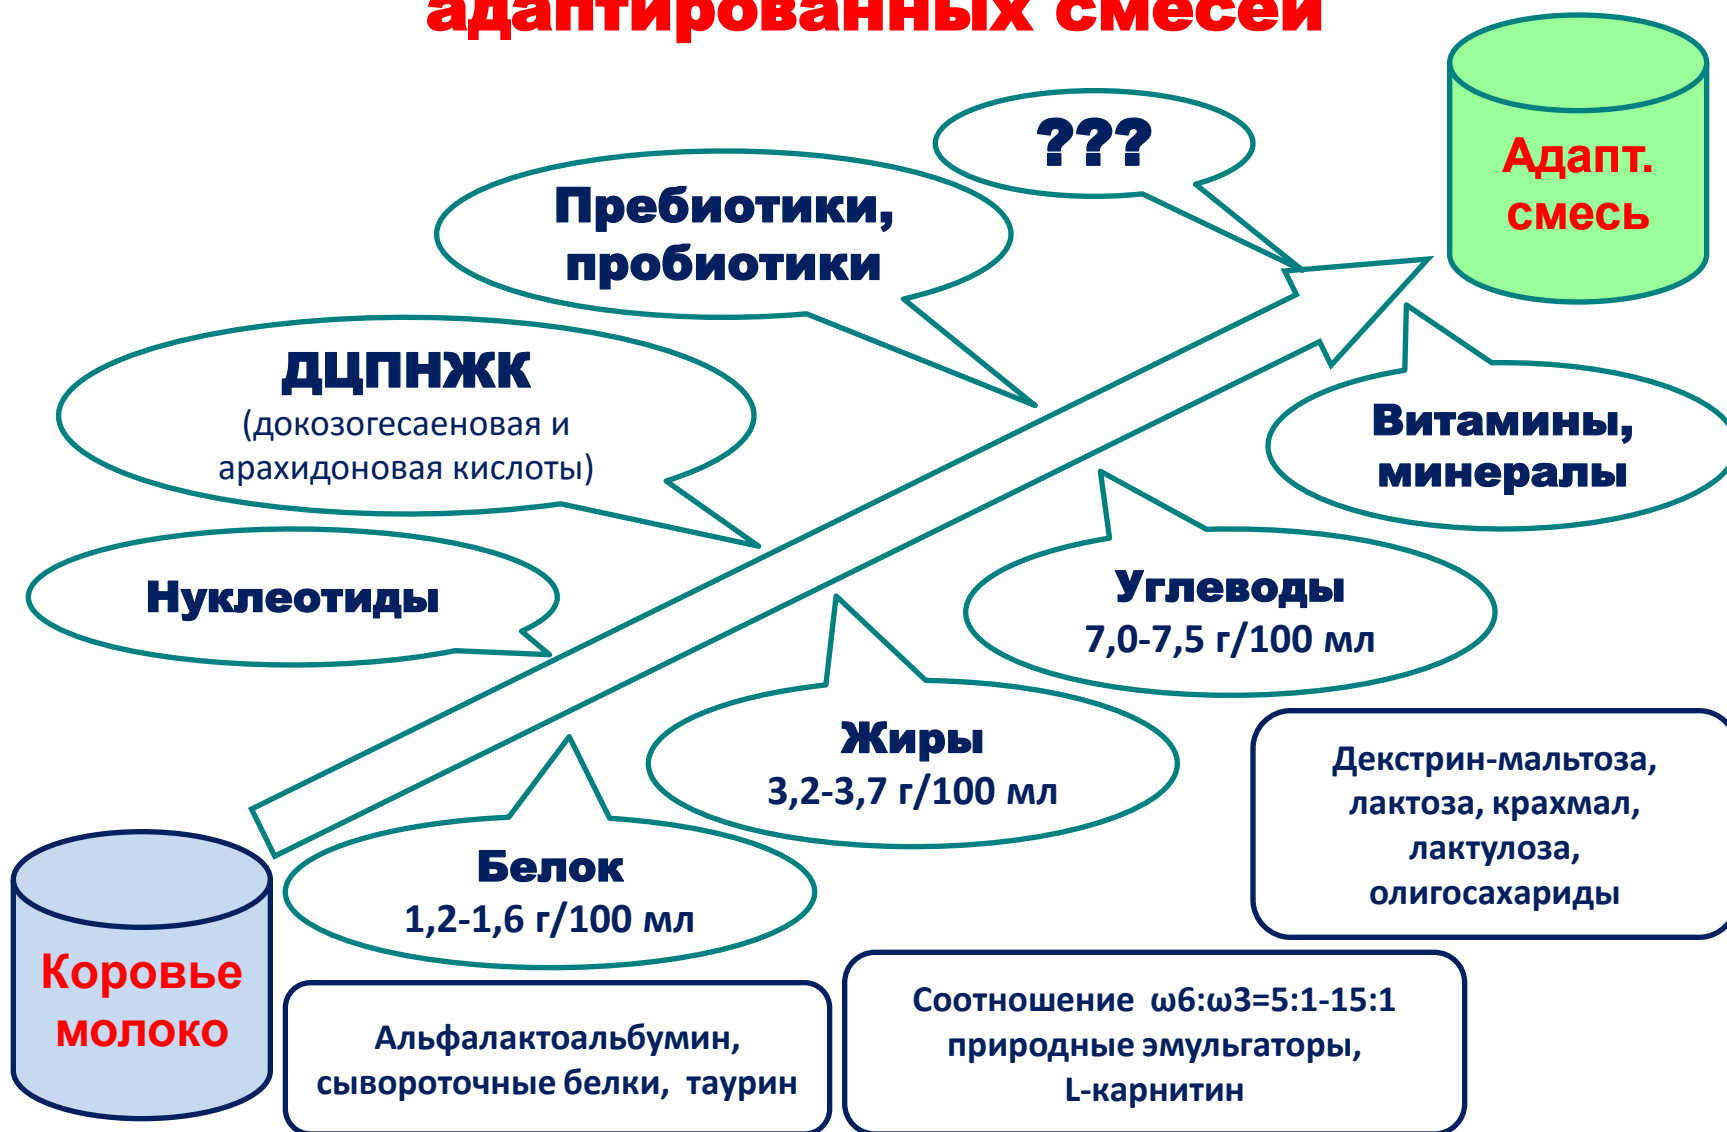 адаптированных смесей
???
Адапт.
смесь
Пребиотики,
пробиотики
ДЦПНЖК
(докозогесаеновая и
арахидоновая кислоты)
Витамины,
минералы
Нуклеотиды
Углеводы
7,0-7,5 г/100 мл
Жиры
3,2-3,7 г/100 мл
Декстрин-мальтоза,
лактоза, крахмал,
лактулоза,
олигосахариды
Белок
1,2-1,6 г/100 мл
Коровье
молоко
Альфалактоальбумин,
сывороточные белки, таурин
Соотношение ω6:ω3=5:1-15:1
природные эмульгаторы,
L-карнитин